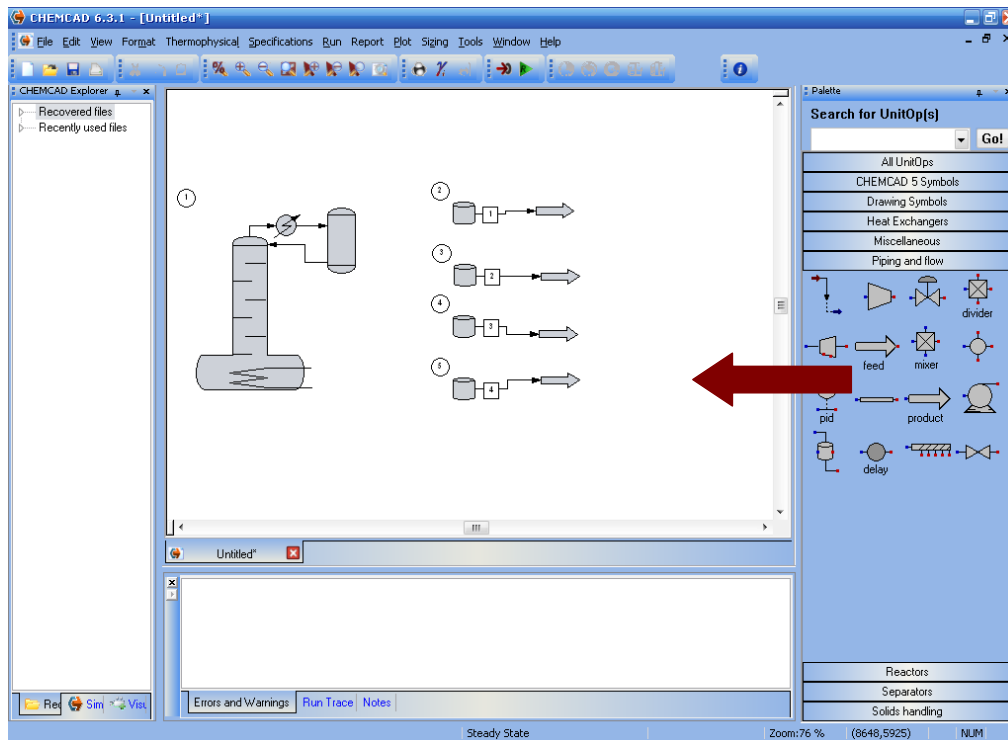 CHEMCAD 6.3.1 - [Untitled*]
File Edit View Format Thermophysical Specifications Run Report Plot Sizing Tools Window Help
CHEMCAD Explorer
Recovered files
Recently used files
1
2
1
3
2
4
3
5
4
Palette
Search for UnitOp(s)
Go!
All UnitOps
CHEMCAD 5 Symbols
Drawing Symbols
Heat Exchangers
Miscellaneous
Piping and flow
divider
feed mixer
pid product
delay
Reactors
Separators
Solids handling
Untitled*
Errors and Warnings Run Trace Notes
Rec Sim Visu
Steady State Zoom:76 % (8648,5925) NUM